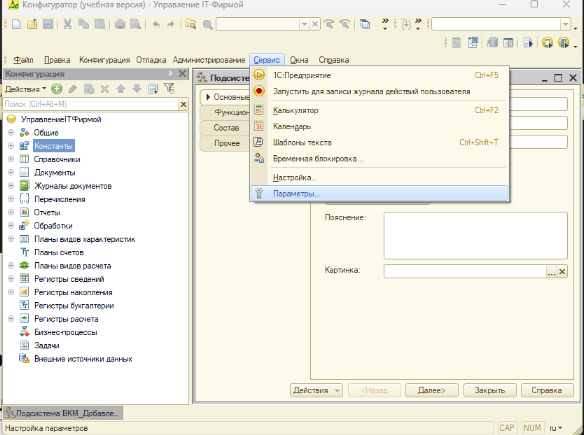 Конфигуратор (учебная версия) - Управление IT-Фирмой
Файл Правка Конфигурация Отладка Администрирование Сервис Окна Справка
Конфигурация
Действия
Поиск (Ctrl+Alt+M)
УправлениеITФирмой
Общие
Константы
Справочники
Документы
Журналы документов
Перечисления
Отчеты
Обработки
Планы видов характеристик
Планы счетов
Планы видов расчета
Регистры сведений
Регистры накопления
Регистры бухгалтерии
Регистры расчета
Бизнес-процессы
Задачи
Внешние источники данных
Подсисте
Основные
Функцион
Состав
Прочее
1С:Предприятие Ctrl+F5
Запустить для записи журнала действий пользователя
Калькулятор Ctrl+F2
Календарь
Шаблоны текста Ctrl+Shift+T
Временная блокировка...
Настройка...
Параметры...
Пояснение:
Картинка:
Действия <Назад Далее> Закрыть Справка
Подсистема ВКМ_Добавле...
Настройка параметров CAP NUM ru